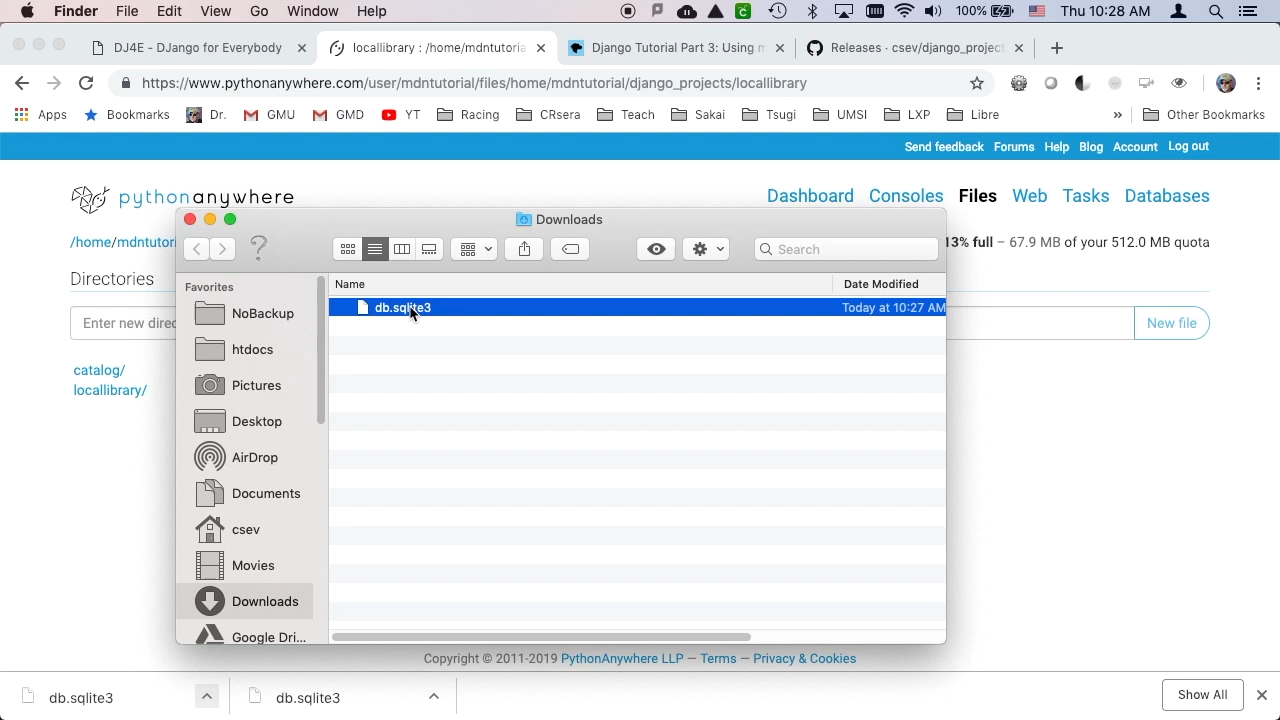 Finder File Edit View Go Window Help 100% Thu 10:28 AM
DJ4E - DJango for Everybody
locallibrary : /home/mdntutoria
Django Tutorial Part 3: Using m
Releases · csev/django_project
https://www.pythonanywhere.com/user/mdntutorial/files/home/mdntutorial/django_projects/locallibrary
Apps Bookmarks Dr. GMU GMD YT Racing CRsera Teach Sakai Tsugi UMSI LXP Libre » Other Bookmarks
Send feedback Forums Help Blog Account Log out
pythonanywhere
Dashboard Consoles Files Web Tasks Databases
/home/mdntutori
13% full – 67.9 MB of your 512.0 MB quota
Directories
Enter new direc
New file
catalog/
locallibrary/
Downloads
?
Search
Favorites
NoBackup
htdocs
Pictures
Desktop
AirDrop
Documents
csev
Movies
Downloads
Google Dri...
Name Date Modified
db.sqlite3 Today at 10:27 AM
Copyright © 2011-2019 PythonAnywhere LLP — Terms — Privacy & Cookies
db.sqlite3
db.sqlite3
Show All